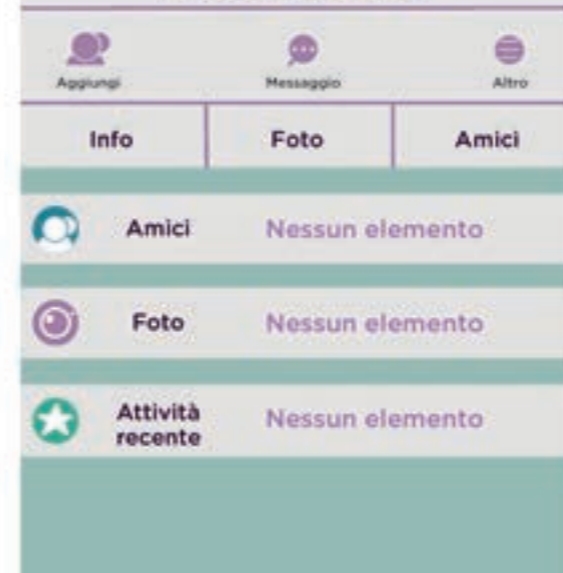 Aggiungi Messaggio Altro
Info Foto Amici
Amici Nessun elemento
Foto Nessun elemento
Attività
recente Nessun elemento